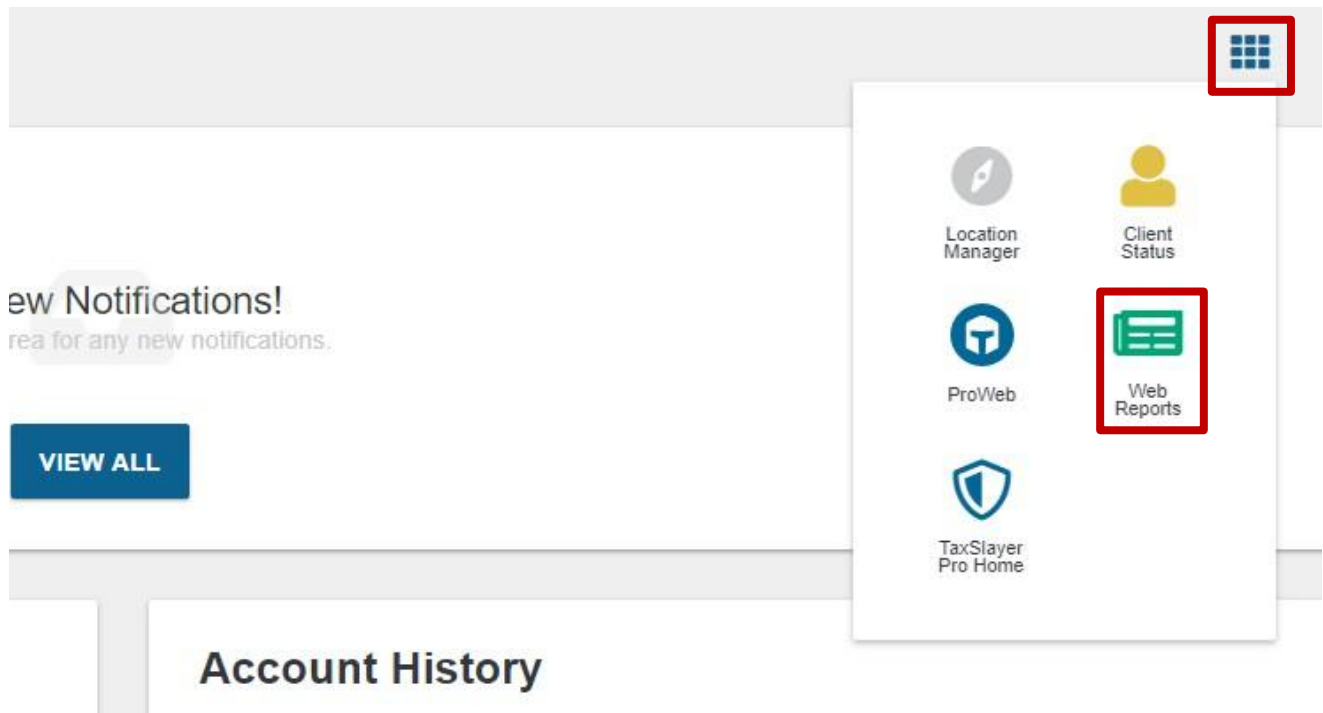 Location
Manager
Client
Status
ew Notifications!
rea for any new notifications.
ProWeb
Web
Reports
VIEW ALL
TaxSlayer
Pro Home
Account History